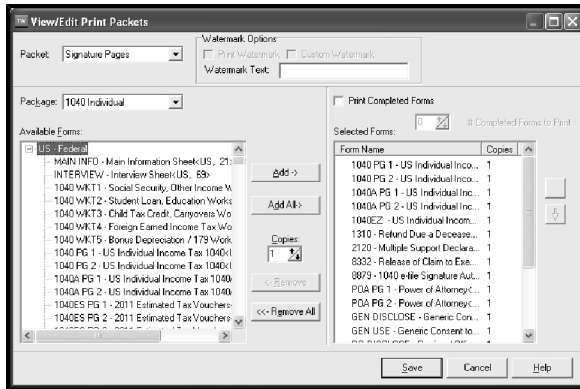 TW View/Edit Print Packets
Packet: Signature Pages
Watermark Options:
Print Watermark Custom Watermark
Watermark Text:
Package: 1040 Individual
Print Completed Forms
0 # Completed Forms to Print
Available Forms:
US - Federal
MAIN INFO - Main Information Sheet<US, 21:
INTERVIEW - Interview Sheet<US, 69>
1040 WKT1 - Social Security, Other Income W
1040 WKT2 - Student Loan, Education Works
1040 WKT3 - Child Tax Credit, Carryovers Wo
1040 WKT4 - Foreign Earned Income Tax Wo
1040 WKT5 - Bonus Depreciation / 179 Work
1040 PG 1 - US Individual Income Tax 1040<U
1040 PG 2 - US Individual Income Tax 1040<U
1040A PG 1 - US Individual Income Tax 1040A
1040A PG 2 - US Individual Income Tax 1040A
1040ES PG 1 - 2011 Estimated Tax Vouchers
1040ES PG 2 - 2011 Estimated Tax Vouchers
Add ->
Add All->
Copies:
1
<- Remove
<<- Remove All
Selected Forms:
Form Name Copies
1040 PG 1 - US Individual Inco... 1
1040 PG 2 - US Individual Inco... 1
1040A PG 1 - US Individual Inco... 1
1040A PG 2 - US Individual Inco... 1
1040EZ - US Individual Incom... 1
1310 - Refund Due a Decease... 1
2120 - Multiple Support Declara... 1
8332 - Release of Claim to Exe... 1
8879 - 1040 e-file Signature Aut... 1
POA PG 1 - Power of Attorney<... 1
POA PG 2 - Power of Attorney<... 1
GEN DISCLOSE - Generic Con... 1
GEN USE - Generic Consent to... 1
Save Cancel Help